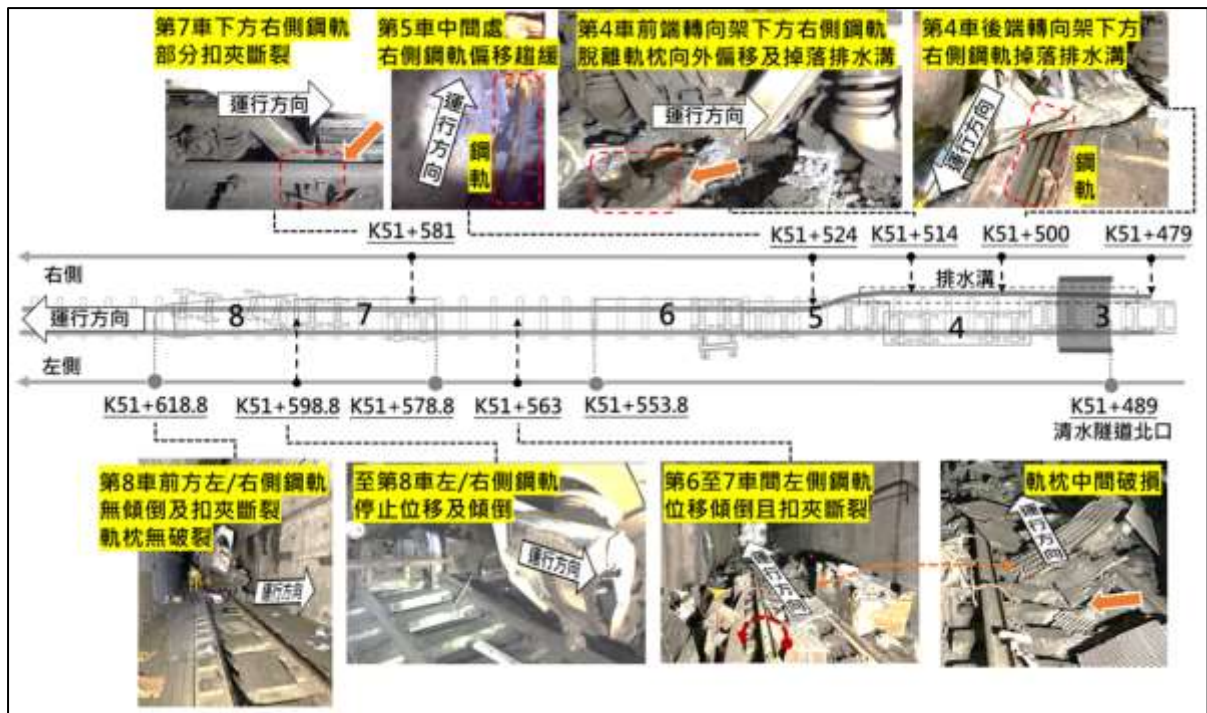 第7車下方右側鋼軌
部分扣夾斷裂
運行方向
第5車中間處
右側鋼軌偏移趨緩
運行方向
鋼軌
第4車前端轉向架下方右側鋼軌
脫離軌枕向外偏移及掉落排水溝
運行方向
第4車後端轉向架下方
右側鋼軌掉落排水溝
運行方向
鋼軌
K51+581
K51+524
K51+514
K51+500
K51+479
右側
排水溝
運行方向
8
7
6
5
4
3
左側
K51+618.8
K51+598.8
K51+578.8
K51+563
K51+553.8
K51+489
清水隧道北口
第8車前方左/右側鋼軌
無傾倒及扣夾斷裂
軌枕無破裂
運行方向
至第8車左/右側鋼軌
停止位移及傾倒
運行方向
第6至7車間左側鋼軌
位移傾倒且扣夾斷裂
運行方向
軌枕中間破損
運行方向